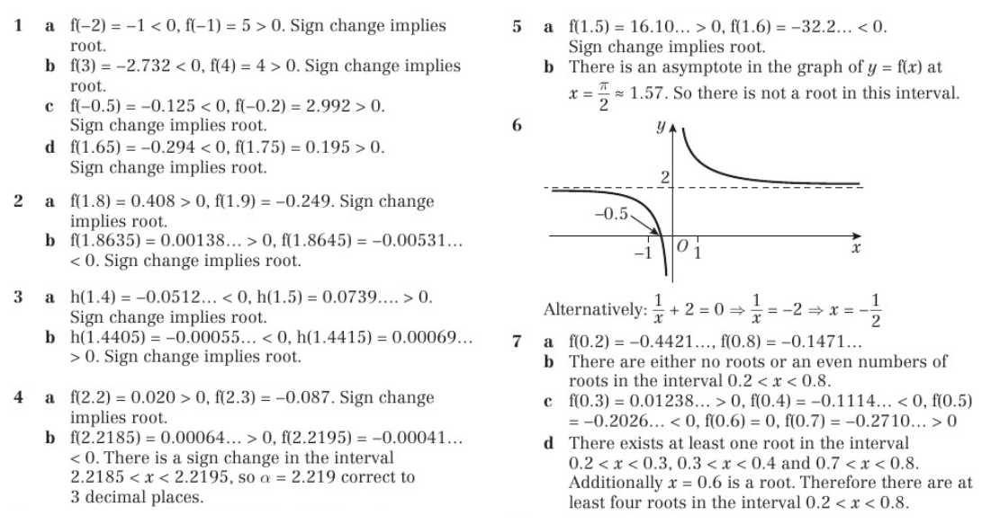 1 a f(−2) = −1 < 0, f(−1) = 5 > 0. Sign change implies
root.
b f(3) = −2.732 < 0, f(4) = 4 > 0. Sign change implies
root.
c f(−0.5) = −0.125 < 0, f(−0.2) = 2.992 > 0.
Sign change implies root.
d f(1.65) = −0.294 < 0, f(1.75) = 0.195 > 0.
Sign change implies root.
2 a f(1.8) = 0.408 > 0, f(1.9) = −0.249. Sign change
implies root.
b f(1.8635) = 0.00138... > 0, f(1.8645) = −0.00531...
< 0. Sign change implies root.
3 a h(1.4) = −0.0512... < 0, h(1.5) = 0.0739.... > 0.
Sign change implies root.
b h(1.4405) = −0.00055... < 0, h(1.4415) = 0.00069...
> 0. Sign change implies root.
4 a f(2.2) = 0.020 > 0, f(2.3) = −0.087. Sign change
implies root.
b f(2.2185) = 0.00064... > 0, f(2.2195) = −0.00041...
< 0. There is a sign change in the interval
2.2185 < x < 2.2195, so α = 2.219 correct to
3 decimal places.
5 a f(1.5) = 16.10... > 0, f(1.6) = −32.2... < 0.
Sign change implies root.
b There is an asymptote in the graph of y = f(x) at
x = π/2 ≈ 1.57. So there is not a root in this interval.
6
y
2
−0.5
−1 O 1 x
Alternatively: 1/x + 2 = 0 ⇒ 1/x = −2 ⇒ x = −1/2
7 a f(0.2) = −0.4421..., f(0.8) = −0.1471...
b There are either no roots or an even numbers of
roots in the interval 0.2 < x < 0.8.
c f(0.3) = 0.01238... > 0, f(0.4) = −0.1114... < 0, f(0.5)
= −0.2026... < 0, f(0.6) = 0, f(0.7) = −0.2710... > 0
d There exists at least one root in the interval
0.2 < x < 0.3, 0.3 < x < 0.4 and 0.7 < x < 0.8.
Additionally x = 0.6 is a root. Therefore there are at
least four roots in the interval 0.2 < x < 0.8.